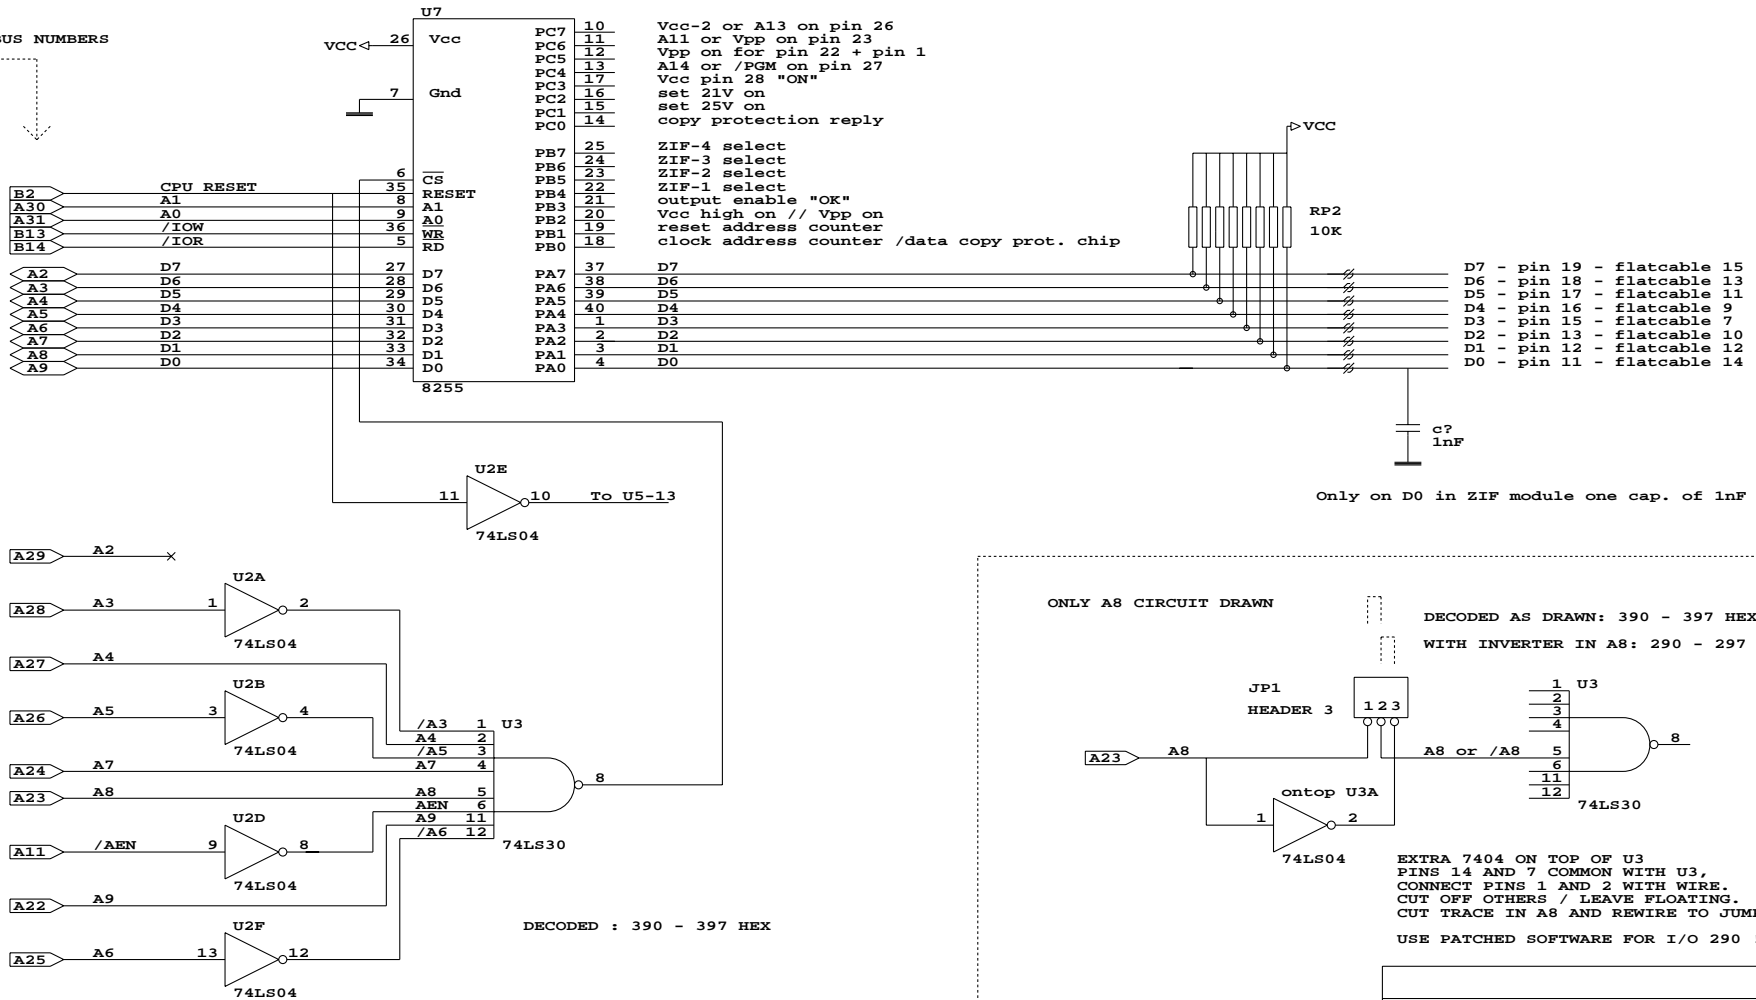 BUS NUMBERS
U7
VCC 26 Vcc
7 Gnd
PC7 10 Vcc-2 or A13 on pin 26
PC6 11 A11 or Vpp on pin 23
PC5 12 Vpp on for pin 22 + pin 1
PC4 13 A14 or /PGM on pin 27
PC3 17 Vcc pin 28 "ON"
PC2 16 set 21V on
PC1 15 set 25V on
PC0 14 copy protection reply
PB7 25 ZIF-4 select
PB6 24 ZIF-3 select
PB5 23 ZIF-2 select
PB4 22 ZIF-1 select
PB3 21 output enable "OK"
PB2 20 Vcc high on // Vpp on
PB1 19 reset address counter
PB0 18 clock address counter /data copy prot. chip
6 CS
B2 CPU RESET 35 RESET
A30 A1 8 A1
A31 A0 9 A0
B13 /IOW 36 WR
B14 /IOR 5 RD
VCC
RP2
10K
A2 D7 27 D7 PA7 37 D7 D7 - pin 19 - flatcable 15
A3 D6 28 D6 PA6 38 D6 D6 - pin 18 - flatcable 13
A4 D5 29 D5 PA5 39 D5 D5 - pin 17 - flatcable 11
A5 D4 30 D4 PA4 40 D4 D4 - pin 16 - flatcable 9
A6 D3 31 D3 PA3 1 D3 D3 - pin 15 - flatcable 7
A7 D2 32 D2 PA2 2 D2 D2 - pin 13 - flatcable 10
A8 D1 33 D1 PA1 3 D1 D1 - pin 12 - flatcable 12
A9 D0 34 D0 PA0 4 D0 D0 - pin 11 - flatcable 14
8255
c?
1nF
Only on D0 in ZIF module one cap. of 1nF
U2E
11 10 To U5-13
74LS04
A29 A2
U2A
A28 A3 1 2
74LS04
A27 A4
U2B
A26 A5 3 4
74LS04
A24 A7
A23 A8
U2D
A11 /AEN 9 8
74LS04
A22 A9
U2F
A25 A6 13 12
74LS04
/A3 1 U3
A4 2
/A5 3
A7 4
A8 5
AEN 6
A9 11
/A6 12
8
74LS30
DECODED : 390 - 397 HEX
ONLY A8 CIRCUIT DRAWN
DECODED AS DRAWN: 390 - 397 HEX
WITH INVERTER IN A8: 290 - 297
JP1
HEADER 3
1 2 3
A23 A8
A8 or /A8
1 U3
2
3
4
5
6
11
12
8
74LS30
ontop U3A
1 2
74LS04
EXTRA 7404 ON TOP OF U3
PINS 14 AND 7 COMMON WITH U3,
CONNECT PINS 1 AND 2 WITH WIRE.
CUT OFF OTHERS / LEAVE FLOATING.
CUT TRACE IN A8 AND REWIRE TO
USE PATCHED SOFTWARE FOR I/O 290